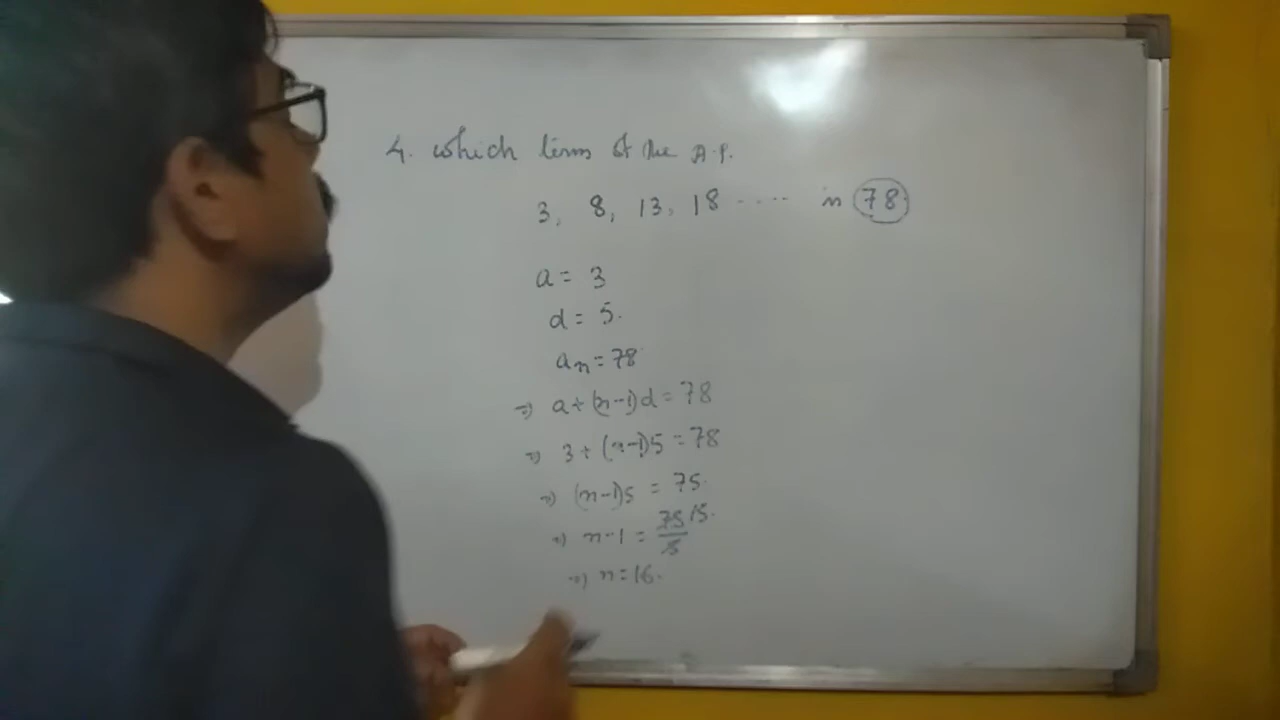 4. which term of the A.P.
3, 8, 13, 18 ..... is 78.
a = 3
d = 5.
an = 78
=) a + (n-1)d = 78
=) 3 + (n-1)5 = 78
=) (n-1)5 = 75.
=) n-1 = 75/5 15.
=) n = 16.